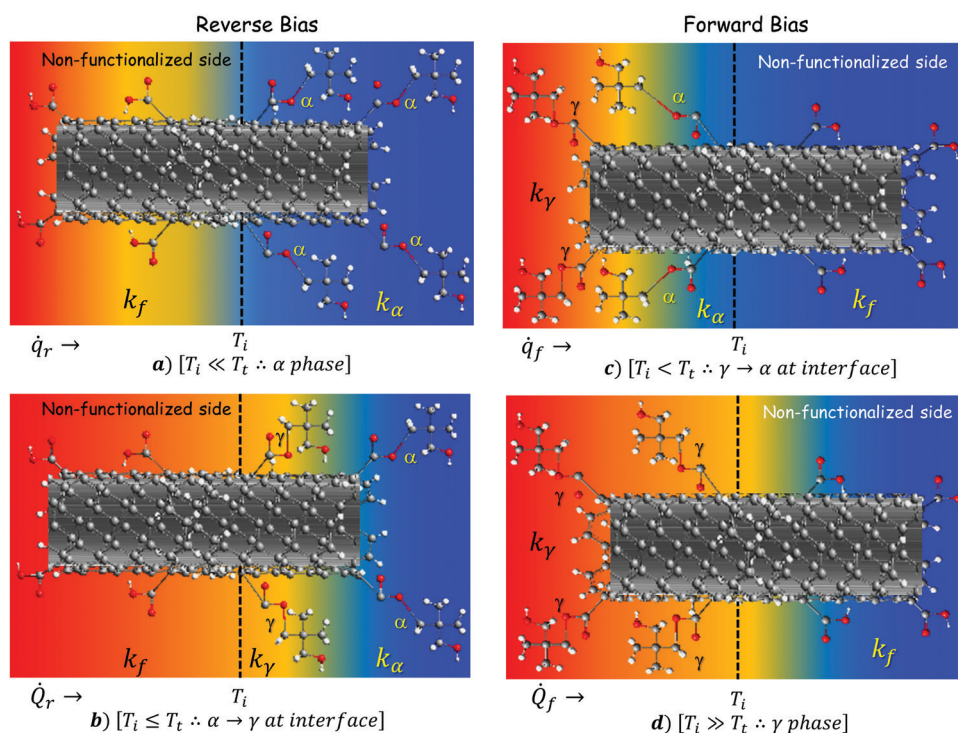 Reverse Bias
Forward Bias
Non-functionalized side
α
α
α
α
k_f
k_α
q̇_r →
T_i
a) [T_i ≪ T_t ∴ α phase]
Non-functionalized side
γ
α
k_γ
γ
α
k_α
k_f
q̇_f →
T_i
c) [T_i < T_t ∴ γ → α at interface]
Non-functionalized side
γ
α
γ
α
k_f
k_γ
k_α
Q̇_r →
T_i
b) [T_i ≤ T_t ∴ α → γ at interface]
Non-functionalized side
γ
γ
k_γ
γ
γ
k_f
Q̇_f →
T_i
d) [T_i ≫ T_t ∴ γ phase]